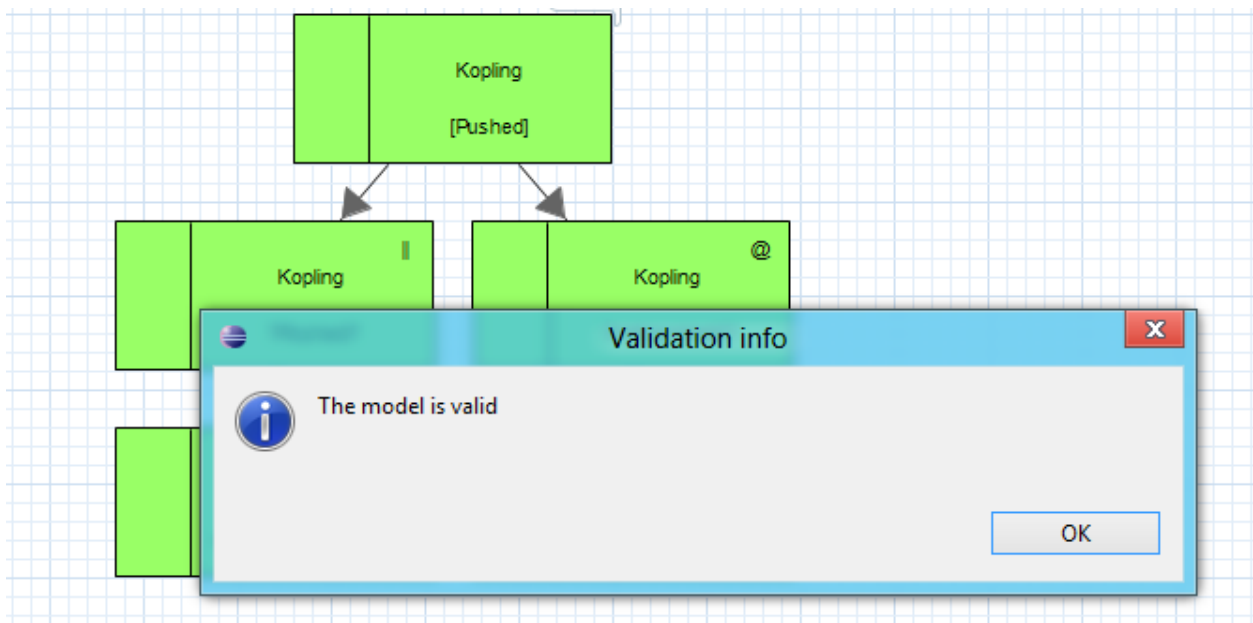 Kopling
[Pushed]
||
Kopling
@
Kopling
Validation info
The model is valid
OK